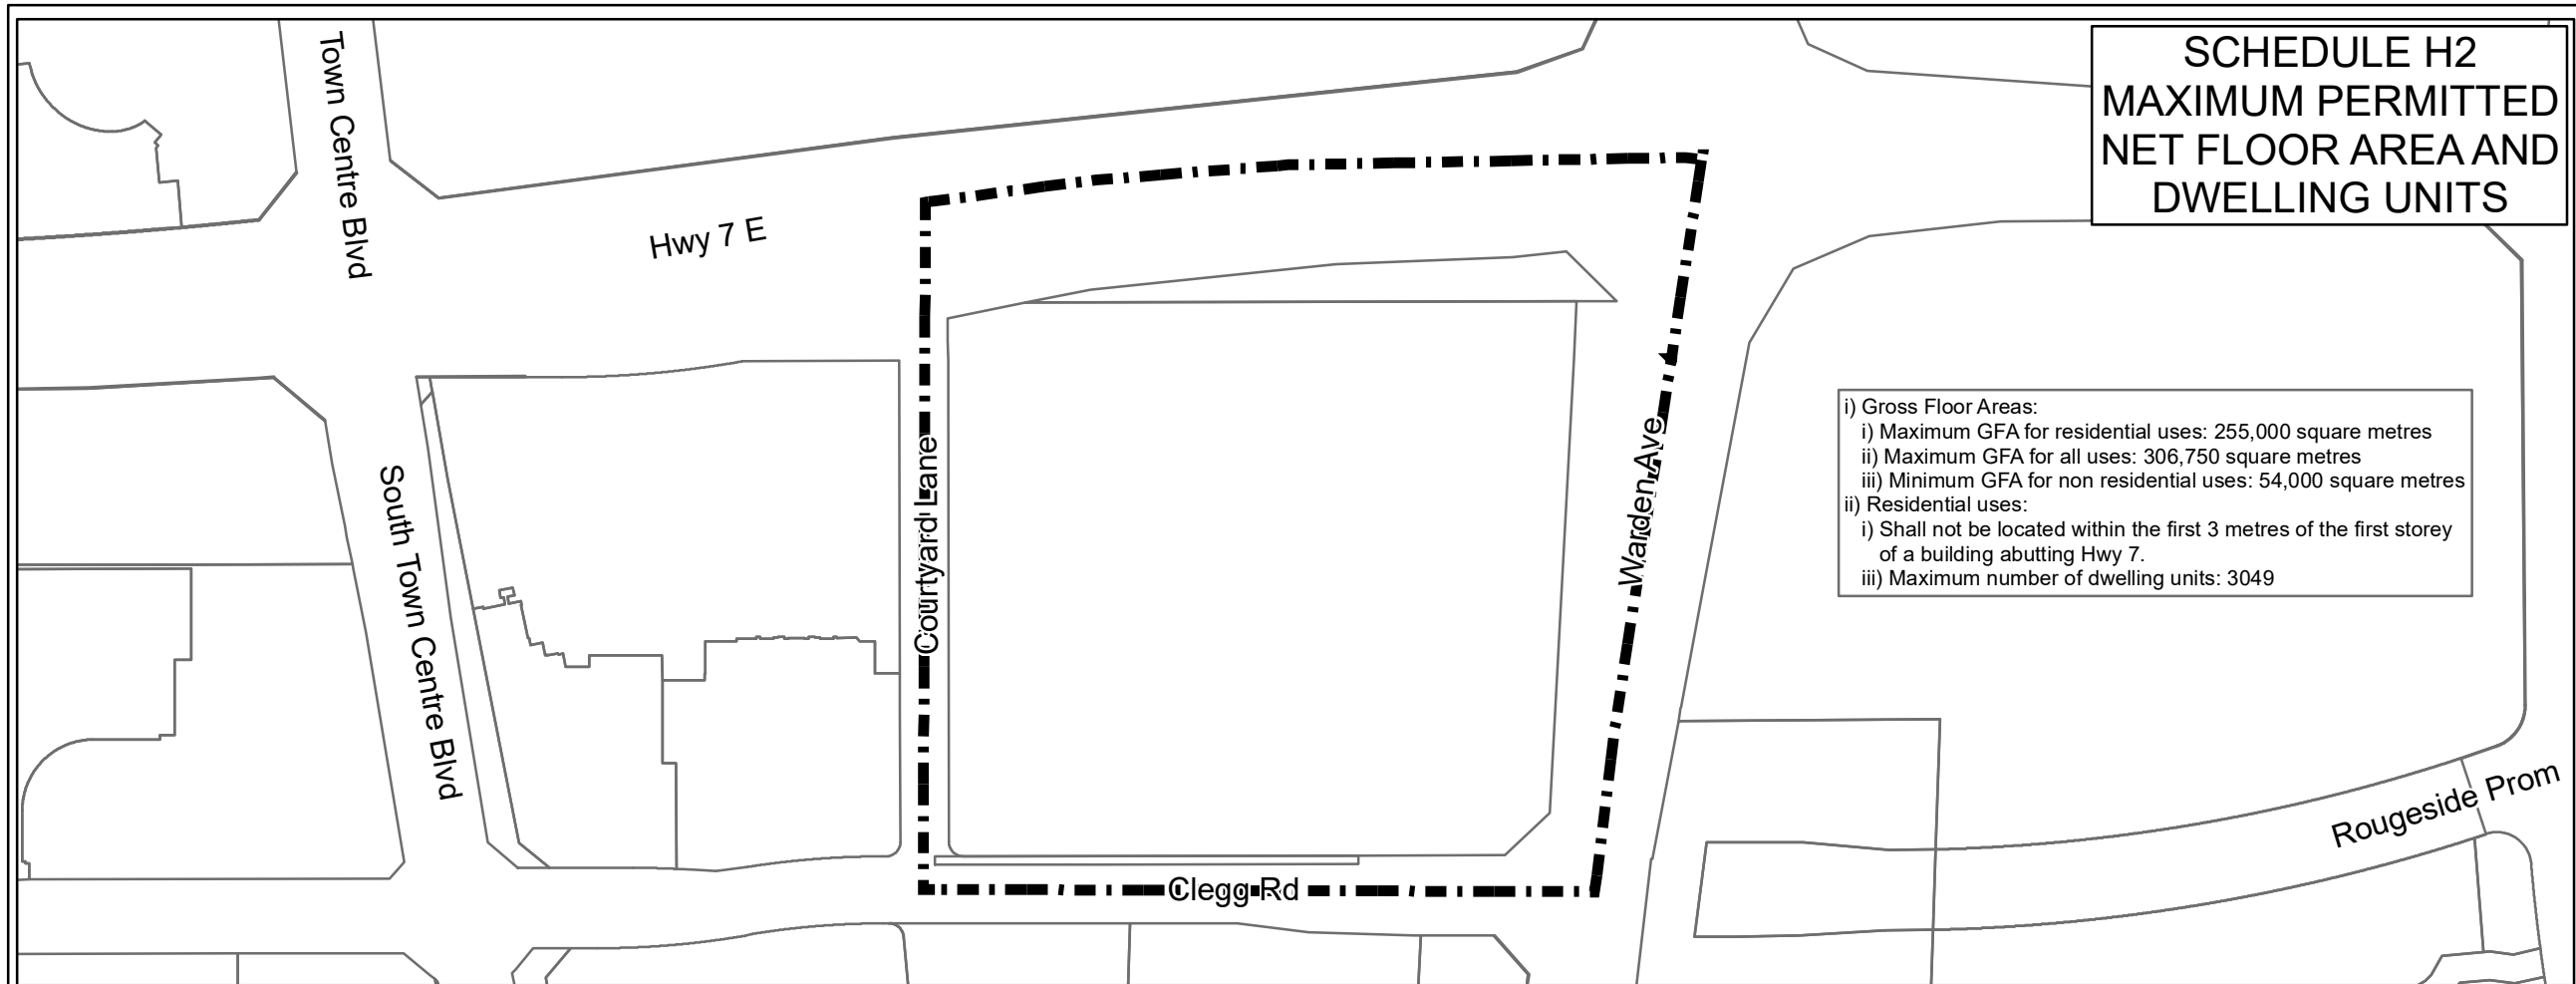 SCHEDULE H2
MAXIMUM PERMITTED
NET FLOOR AREA AND
DWELLING UNITS
Town Centre Blvd
Hwy 7 E
South Town Centre Blvd
Courtyard Lane
Warden Ave
i) Gross Floor Areas:
i) Maximum GFA for residential uses: 255,000 square metres
ii) Maximum GFA for all uses: 306,750 square metres
iii) Minimum GFA for non residential uses: 54,000 square metres
ii) Residential uses:
i) Shall not be located within the first 3 metres of the first storey
of a building abutting Hwy 7.
iii) Maximum number of dwelling units: 3049
Rougeside Prom
Clegg Rd